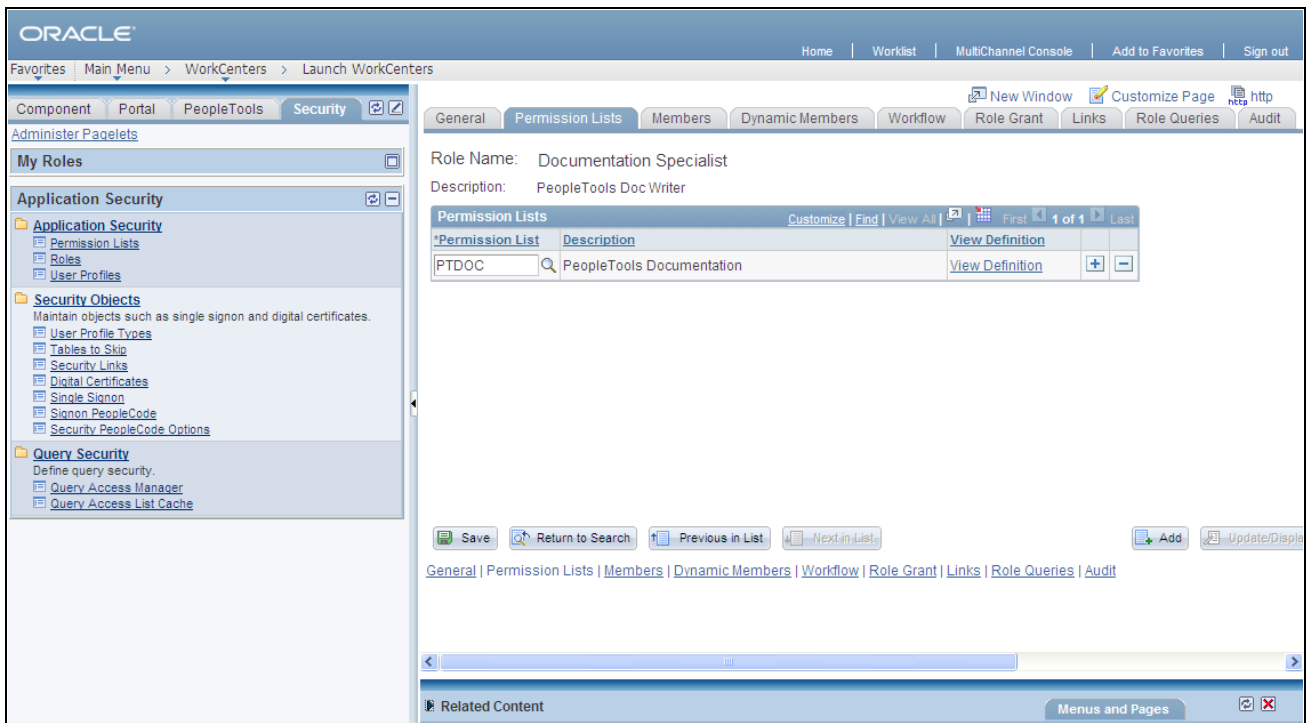 ORACLE
Home | Worklist | MultiChannel Console | Add to Favorites | Sign out
Favorites Main Menu > WorkCenters > Launch WorkCenters
Component Portal PeopleTools Security
Administer Pagelets
My Roles
Application Security
Application Security
Permission Lists
Roles
User Profiles
Security Objects
Maintain objects such as single signon and digital certificates.
User Profile Types
Tables to Skip
Security Links
Digital Certificates
Single Signon
Signon PeopleCode
Security PeopleCode Options
Query Security
Define query security.
Query Access Manager
Query Access List Cache
New Window Customize Page http
General Permission Lists Members Dynamic Members Workflow Role Grant Links Role Queries Audit
Role Name: Documentation Specialist
Description: PeopleTools Doc Writer
Permission Lists Customize | Find | View All | | First 1 of 1 Last
*Permission List Description View Definition
PTDOC PeopleTools Documentation View Definition
Save Return to Search Previous in List Next in List Add Update/Displa
General | Permission Lists | Members | Dynamic Members | Workflow | Role Grant | Links | Role Queries | Audit
Related Content Menus and Pages